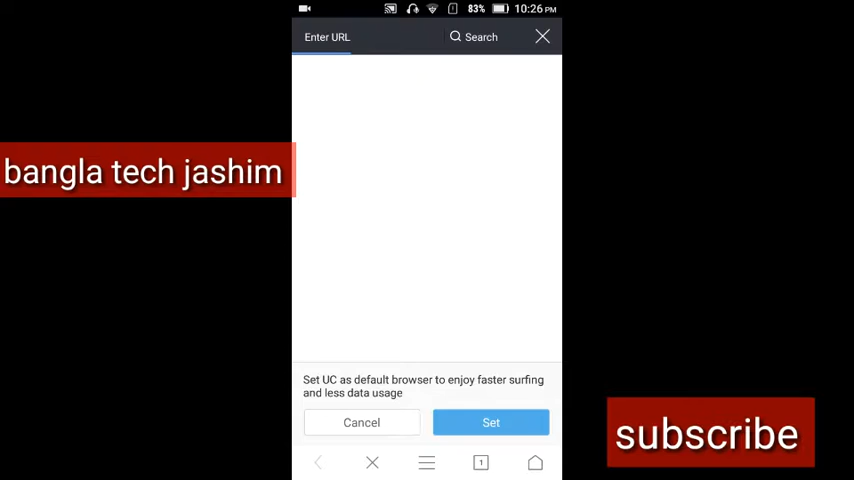 83% 10:26 PM
Enter URL
Search
bangla tech jashim
Set UC as default browser to enjoy faster surfing
and less data usage
Cancel
Set
subscribe
1